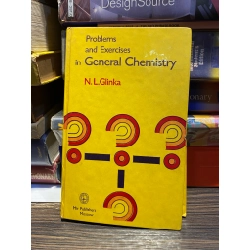 DesignSource
Problems
and Exercises
in General Chemistry
N.L.Glinka
Mir Publishers
Moscow